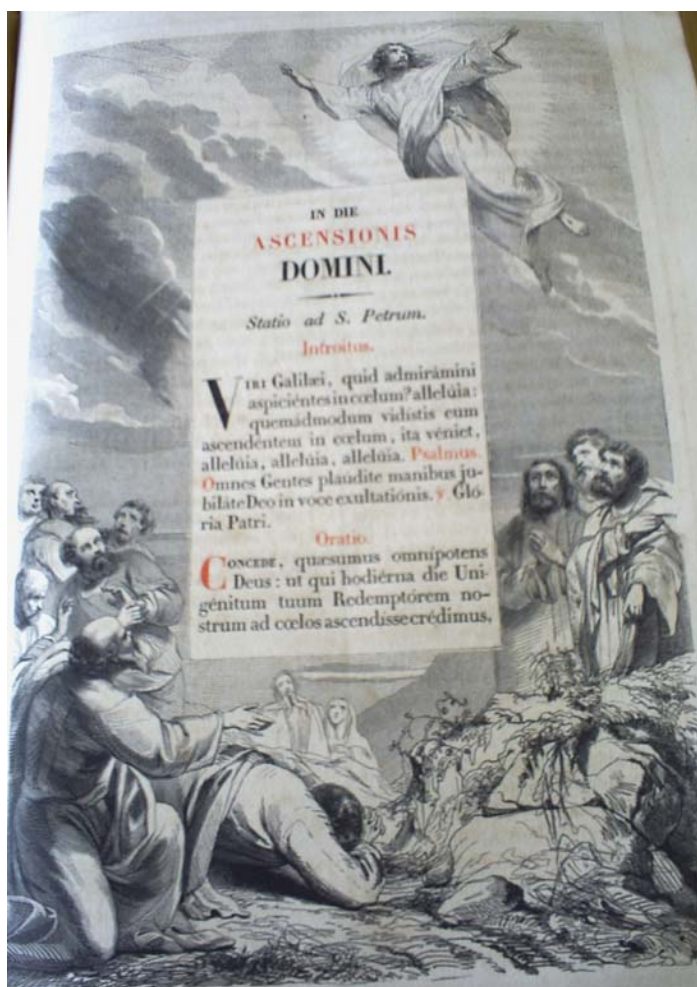 IN DIE
ASCENSIONIS
DOMINI.
Statio ad S. Petrum.
Introitus.
VIRI Galilæi, quid admirámini
aspiciéntes in cœlum? allelúia:
quemádmodum vidístis eum
ascendéntem in cœlum, ita véniet,
allelúia, allelúia, allelúia. Psalmus.
Omnes Gentes pláudite mánibus ju-
biláte Deo in voce exultatiónis. ℣. Gló-
ria Patri.
Oratio.
CONCEDE, quæsumus omnípotens
Deus: ut qui hodiérna die Uni-
génitum tuum Redemptórem no-
strum ad cœlos ascendísse crédimus,